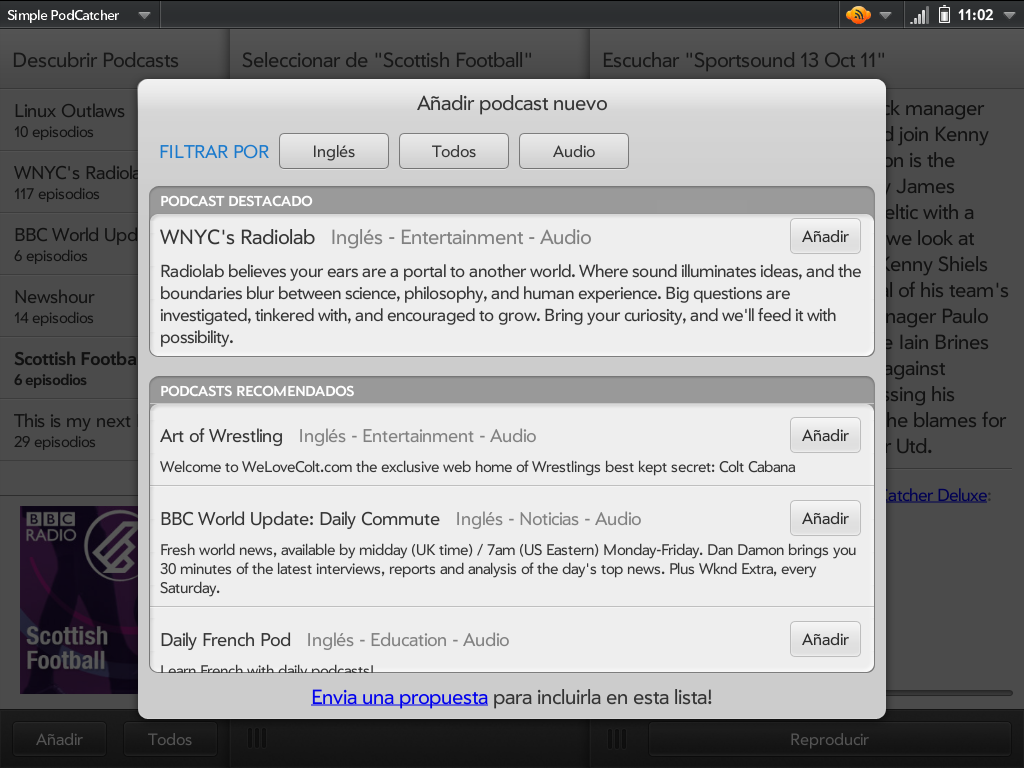 Simple PodCatcher
11:02
Descubrir Podcasts
Seleccionar de "Scottish Football"
Escuchar "Sportsound 13 Oct 11"
Linux Outlaws
10 episodios
WNYC's Radiola
117 episodios
BBC World Upd
6 episodios
Newshour
14 episodios
Scottish Footba
6 episodios
This is my next
29 episodios
BBC
RADIO
Scottish
Football
Añadir podcast nuevo
FILTRAR POR
Inglés
Todos
Audio
PODCAST DESTACADO
WNYC's Radiolab Inglés - Entertainment - Audio
Añadir
Radiolab believes your ears are a portal to another world. Where sound illuminates ideas, and the
boundaries blur between science, philosophy, and human experience. Big questions are
investigated, tinkered with, and encouraged to grow. Bring your curiosity, and we'll feed it with
possibility.
PODCASTS RECOMENDADOS
Art of Wrestling Inglés - Entertainment - Audio
Añadir
Welcome to WeLoveColt.com the exclusive web home of Wrestlings best kept secret: Colt Cabana
BBC World Update: Daily Commute Inglés - Noticias - Audio
Añadir
Fresh world news, available by midday (UK time) / 7am (US Eastern) Monday-Friday. Dan Damon brings you
30 minutes of the latest interviews, reports and analysis of the day's top news. Plus Wknd Extra, every
Saturday.
Daily French Pod Inglés - Education - Audio
Añadir
Learn French with daily podcasts!
Envia una propuesta para incluirla en esta lista!
ck manager
d join Kenny
on is the
y James
eltic with a
we look at
Kenny Shiels
l of his team's
nager Paulo
e Iain Brines
against
ssing his
he blames for
r Utd.
Catcher Deluxe:
Añadir
Todos
Reproducir